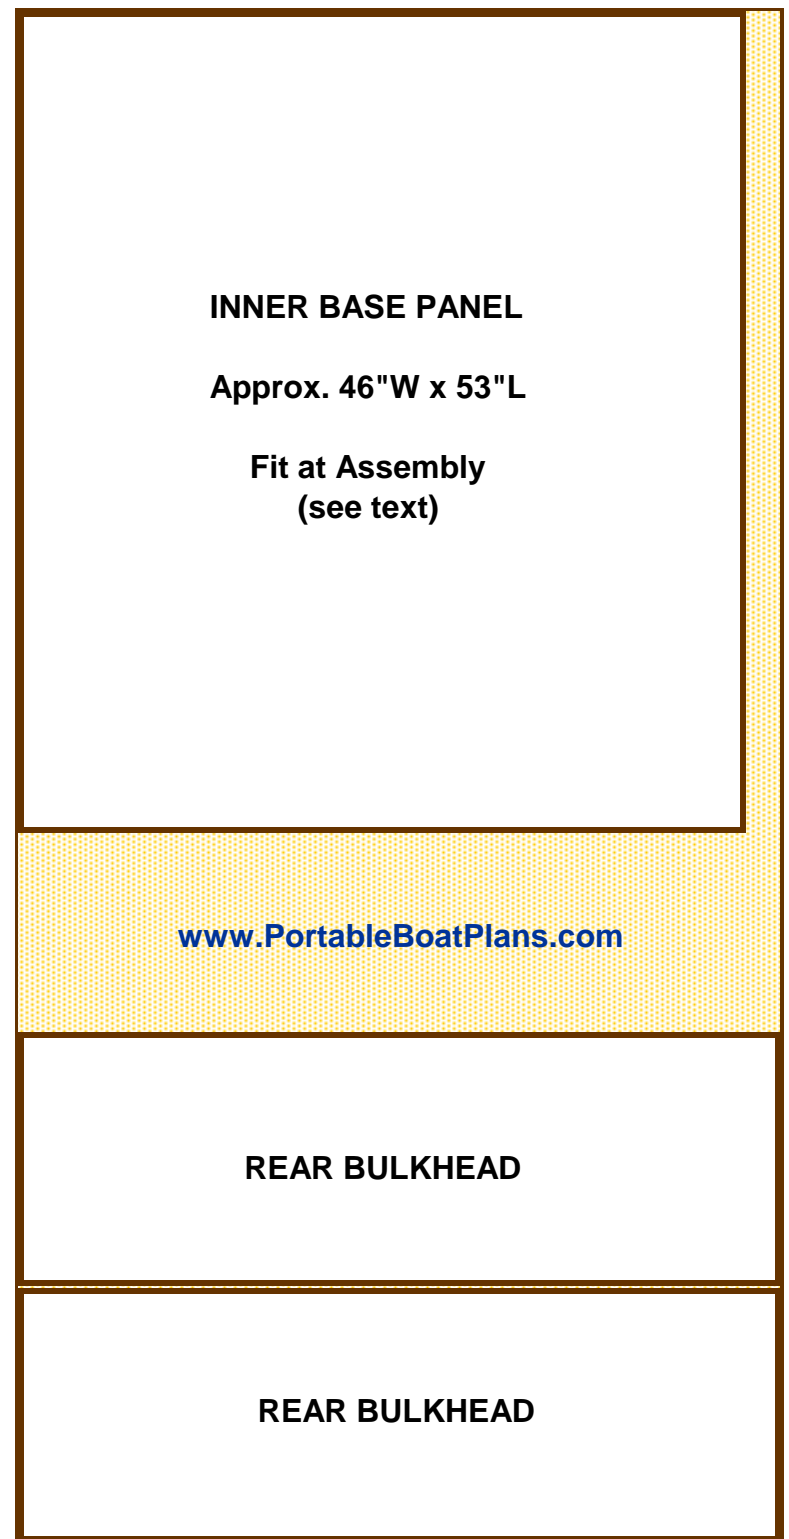 INNER BASE PANEL
Approx. 46"W x 53"L
Fit at Assembly
(see text)
www.PortableBoatPlans.com
REAR BULKHEAD
REAR BULKHEAD